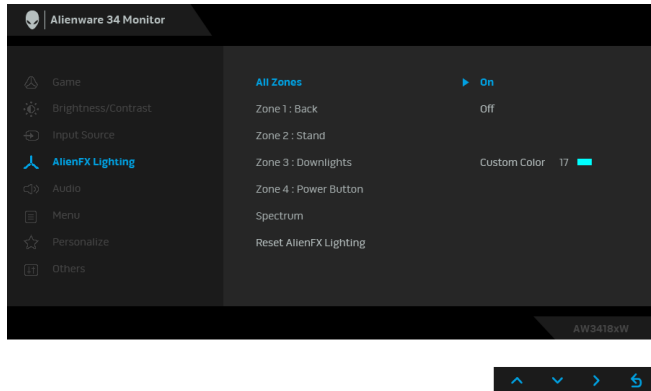 Alienware 34 Monitor
Game
All Zones
On
Brightness/Contrast
Zone 1 : Back
Off
Input Source
Zone 2 : Stand
AlienFX Lighting
Zone 3 : Downlights
Custom Color 17
Audio
Zone 4 : Power Button
Menu
Spectrum
Personalize
Reset AlienFX Lighting
Others
AW3418xW